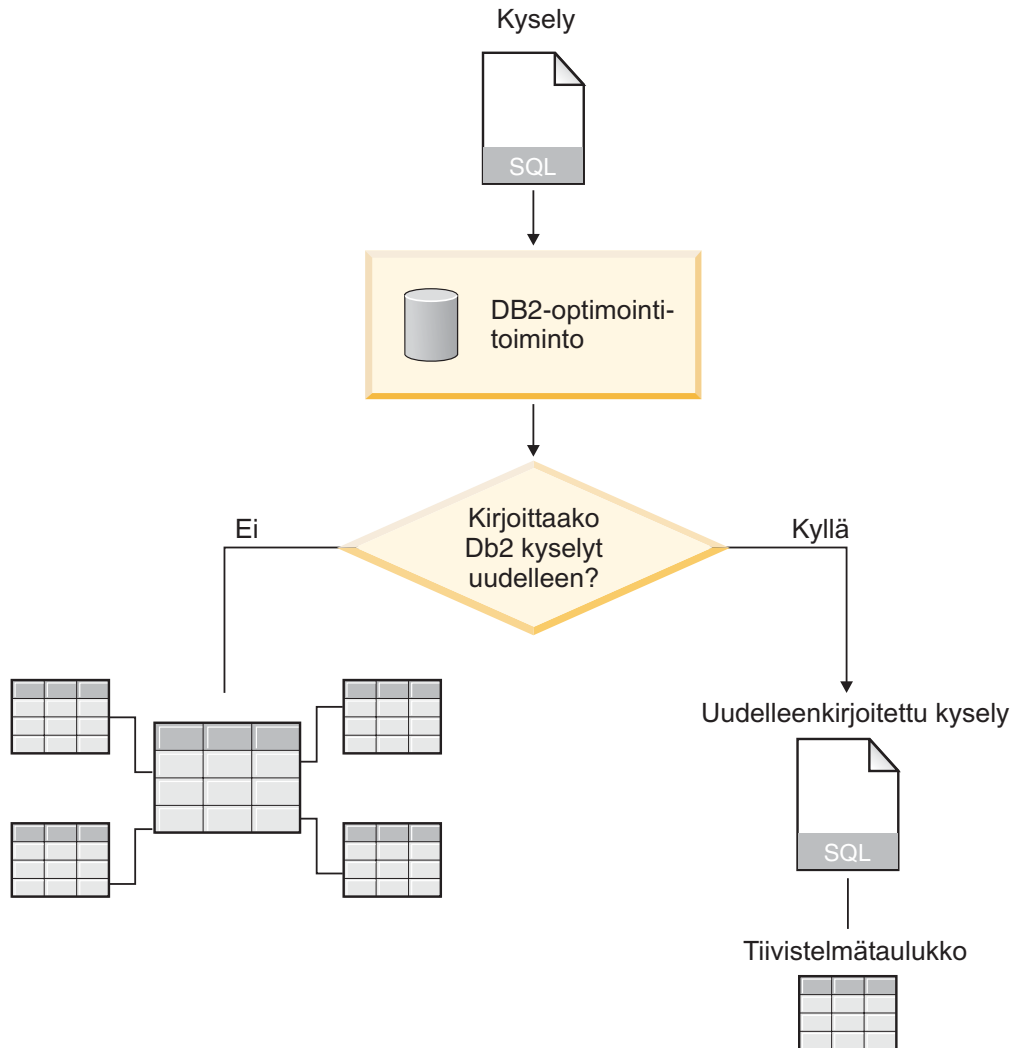 Kysely
SQL
DB2-optimointi-
toiminto
Kirjoittaako
Db2 kyselyt
uudelleen?
Ei
Kyllä
Uudelleenkirjoitettu kysely
SQL
Tiivistelmätaulukko